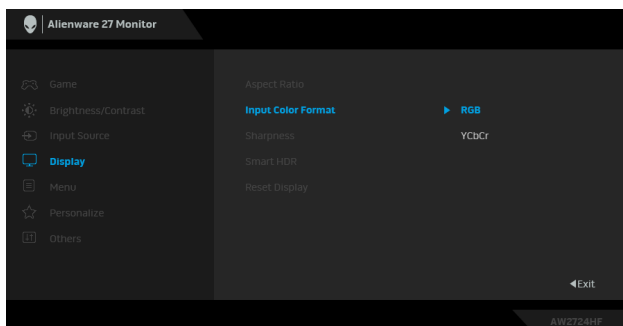 Alienware 27 Monitor
Game
Brightness/Contrast
Input Source
Display
Menu
Personalize
Others
Aspect Ratio
Input Color Format
Sharpness
Smart HDR
Reset Display
RGB
YCbCr
Exit
AW2724HF